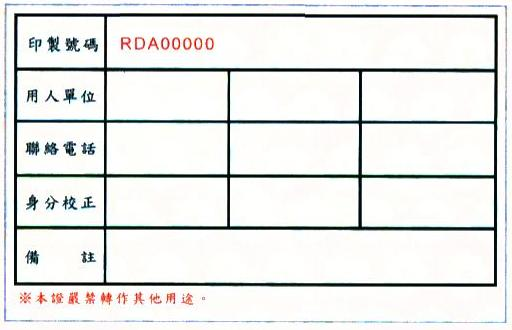 印製號碼 RDA00000
用人單位
聯絡電話
身分校正
備註
※本證嚴禁轉作其他用途。